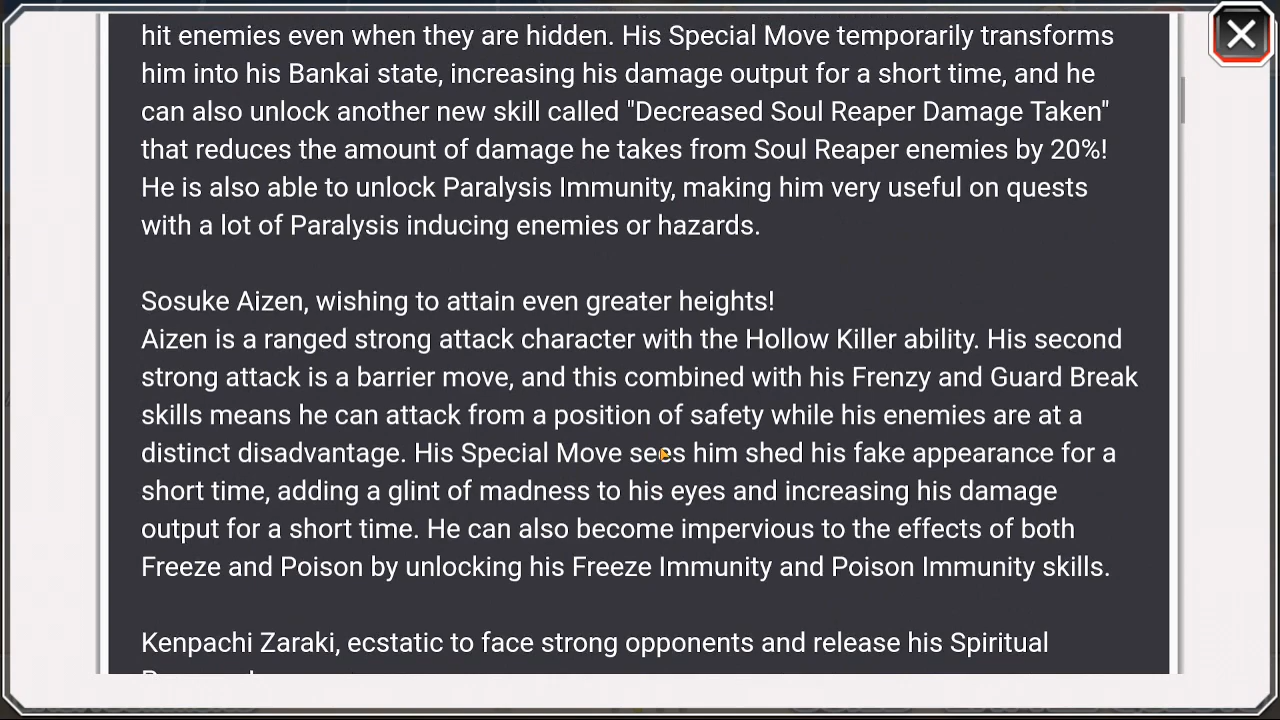 hit enemies even when they are hidden. His Special Move temporarily transforms
him into his Bankai state, increasing his damage output for a short time, and he
can also unlock another new skill called "Decreased Soul Reaper Damage Taken"
that reduces the amount of damage he takes from Soul Reaper enemies by 20%!
He is also able to unlock Paralysis Immunity, making him very useful on quests
with a lot of Paralysis inducing enemies or hazards.
Sosuke Aizen, wishing to attain even greater heights!
Aizen is a ranged strong attack character with the Hollow Killer ability. His second
strong attack is a barrier move, and this combined with his Frenzy and Guard Break
skills means he can attack from a position of safety while his enemies are at a
distinct disadvantage. His Special Move sees him shed his fake appearance for a
short time, adding a glint of madness to his eyes and increasing his damage
output for a short time. He can also become impervious to the effects of both
Freeze and Poison by unlocking his Freeze Immunity and Poison Immunity skills.
Kenpachi Zaraki, ecstatic to face strong opponents and release his Spiritual